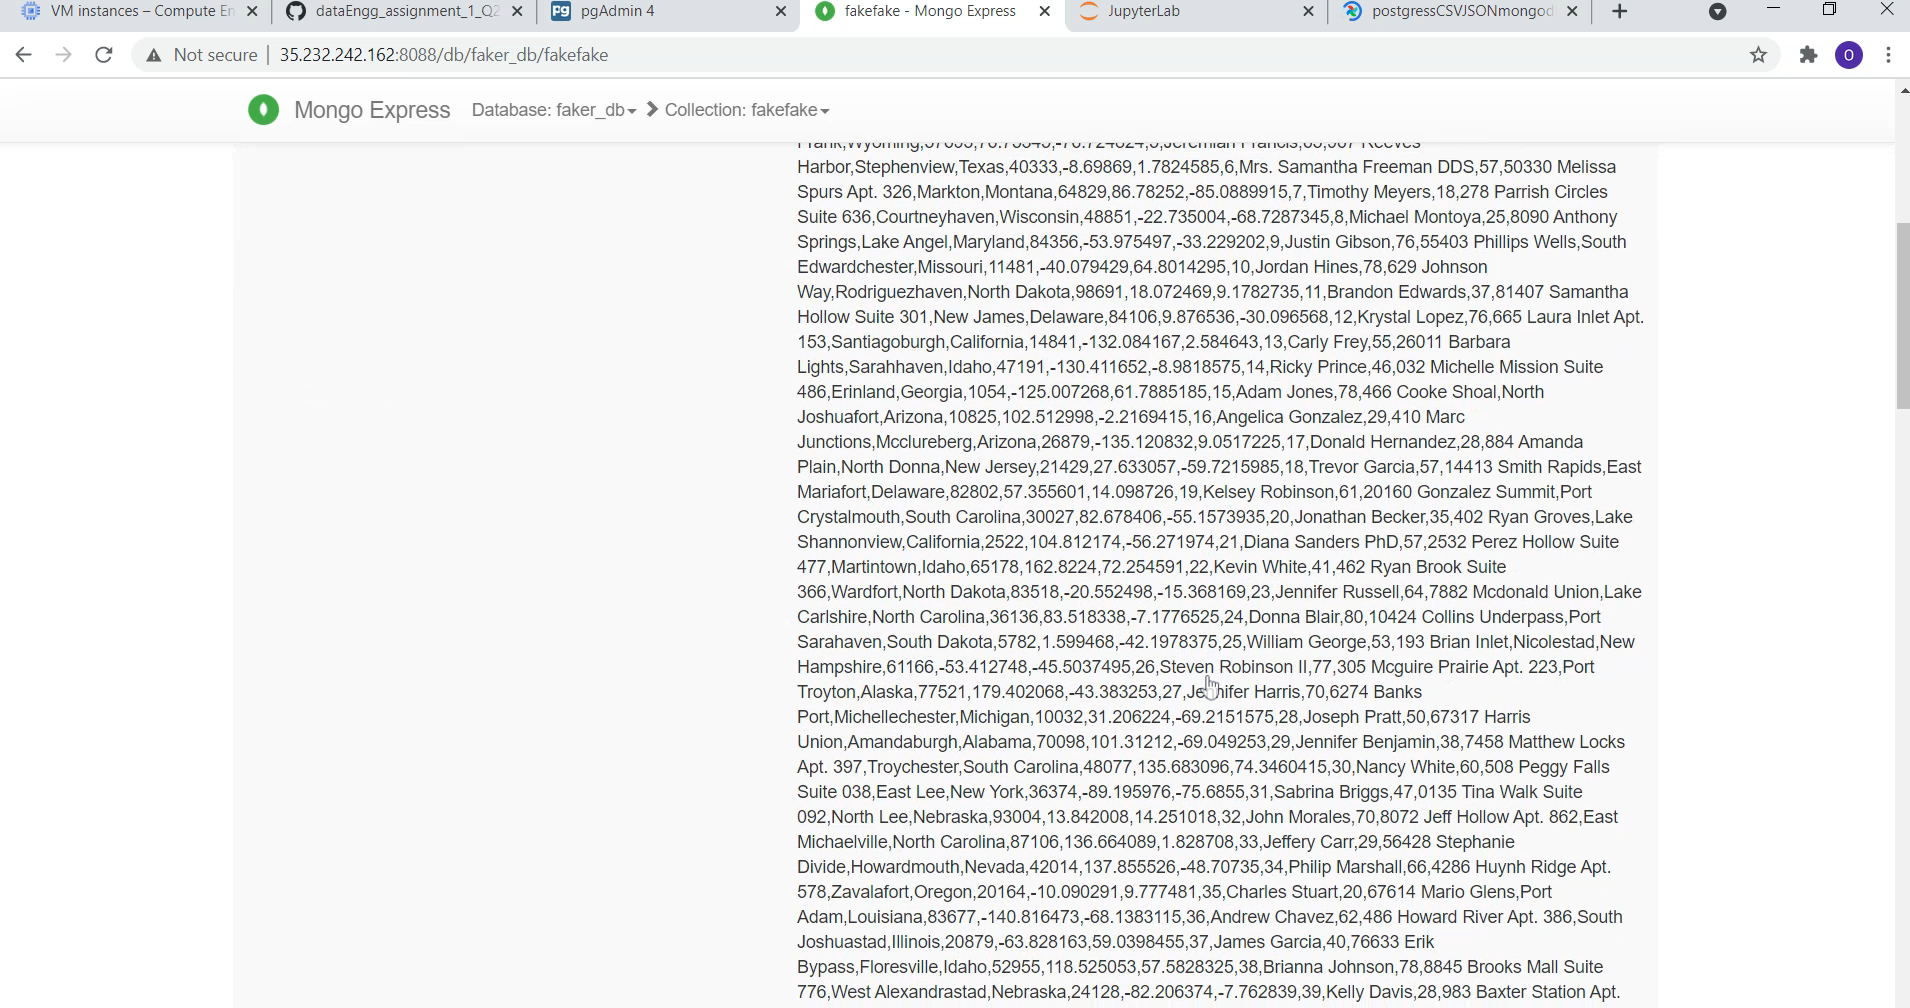 VM instances – Compute En
dataEngg_assignment_1_Q2
pgAdmin 4
fakefake - Mongo Express
JupyterLab
postgressCSVJSONmongod
Not secure
35.232.242.162:8088/db/faker_db/fakefake
O
Mongo Express
Database: faker_db
Collection: fakefake
Harbor,Stephenview,Texas,40333,-8.69869,1.7824585,6,Mrs. Samantha Freeman DDS,57,50330 Melissa
Spurs Apt. 326,Markton,Montana,64829,86.78252,-85.0889915,7,Timothy Meyers,18,278 Parrish Circles
Suite 636,Courtneyhaven,Wisconsin,48851,-22.735004,-68.7287345,8,Michael Montoya,25,8090 Anthony
Springs,Lake Angel,Maryland,84356,-53.975497,-33.229202,9,Justin Gibson,76,55403 Phillips Wells,South
Edwardchester,Missouri,11481,-40.079429,64.8014295,10,Jordan Hines,78,629 Johnson
Way,Rodriguezhaven,North Dakota,98691,18.072469,9.1782735,11,Brandon Edwards,37,81407 Samantha
Hollow Suite 301,New James,Delaware,84106,9.876536,-30.096568,12,Krystal Lopez,76,665 Laura Inlet Apt.
153,Santiagoburgh,California,14841,-132.084167,2.584643,13,Carly Frey,55,26011 Barbara
Lights,Sarahhaven,Idaho,47191,-130.411652,-8.9818575,14,Ricky Prince,46,032 Michelle Mission Suite
486,Erinland,Georgia,1054,-125.007268,61.7885185,15,Adam Jones,78,466 Cooke Shoal,North
Joshuafort,Arizona,10825,102.512998,-2.2169415,16,Angelica Gonzalez,29,410 Marc
Junctions,Mcclureberg,Arizona,26879,-135.120832,9.0517225,17,Donald Hernandez,28,884 Amanda
Plain,North Donna,New Jersey,21429,27.633057,-59.7215985,18,Trevor Garcia,57,14413 Smith Rapids,East
Mariafort,Delaware,82802,57.355601,14.098726,19,Kelsey Robinson,61,20160 Gonzalez Summit,Port
Crystalmouth,South Carolina,30027,82.678406,-55.1573935,20,Jonathan Becker,35,402 Ryan Groves,Lake
Shannonview,California,2522,104.812174,-56.271974,21,Diana Sanders PhD,57,2532 Perez Hollow Suite
477,Martintown,Idaho,65178,162.8224,72.254591,22,Kevin White,41,462 Ryan Brook Suite
366,Wardfort,North Dakota,83518,-20.552498,-15.368169,23,Jennifer Russell,64,7882 Mcdonald Union,Lake
Carlshire,North Carolina,36136,83.518338,-7.1776525,24,Donna Blair,80,10424 Collins Underpass,Port
Sarahaven,South Dakota,5782,1.599468,-42.1978375,25,William George,53,193 Brian Inlet,Nicolestad,New
Hampshire,61166,-53.412748,-45.5037495,26,Steven Robinson II,77,305 Mcguire Prairie Apt. 223,Port
Troyton,Alaska,77521,179.402068,-43.383253,27,Jennifer Harris,70,6274 Banks
Port,Michellechester,Michigan,10032,31.206224,-69.2151575,28,Joseph Pratt,50,67317 Harris
Union,Amandaburgh,Alabama,70098,101.31212,-69.049253,29,Jennifer Benjamin,38,7458 Matthew Locks
Apt. 397,Troychester,South Carolina,48077,135.683096,74.3460415,30,Nancy White,60,508 Peggy Falls
Suite 038,East Lee,New York,36374,-89.195976,-75.6855,31,Sabrina Briggs,47,0135 Tina Walk Suite
092,North Lee,Nebraska,93004,13.842008,14.251018,32,John Morales,70,8072 Jeff Hollow Apt. 862,East
Michaelville,North Carolina,87106,136.664089,1.828708,33,Jeffery Carr,29,56428 Stephanie
Divide,Howardmouth,Nevada,42014,137.855526,-48.70735,34,Philip Marshall,66,4286 Huynh Ridge Apt.
578,Zavalafort,Oregon,20164,-10.090291,9.777481,35,Charles Stuart,20,67614 Mario Glens,Port
Adam,Louisiana,83677,-140.816473,-68.1383115,36,Andrew Chavez,62,486 Howard River Apt. 386,South
Joshuastad,Illinois,20879,-63.828163,59.0398455,37,James Garcia,40,76633 Erik
Bypass,Floresville,Idaho,52955,118.525053,57.5828325,38,Brianna Johnson,78,8845 Brooks Mall Suite
776,West Alexandrastad,Nebraska,24128,-82.206374,-7.762839,39,Kelly Davis,28,983 Baxter Station Apt.